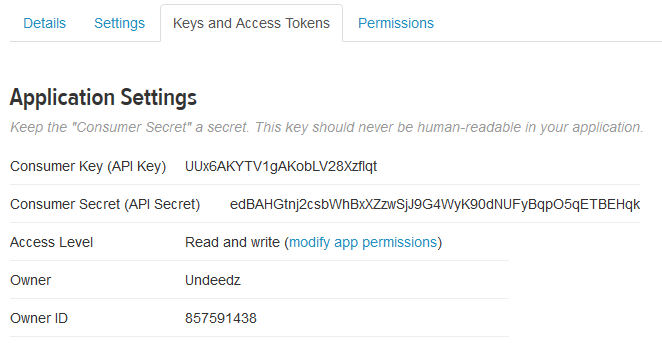 Details Settings Keys and Access Tokens Permissions
Application Settings
Keep the "Consumer Secret" a secret. This key should never be human-readable in your application.
Consumer Key (API Key) UUx6AKYTV1gAKobLV28Xzflqt
Consumer Secret (API Secret) edBAHGtnj2csbWhBxXZzwSjJ9G4WyK90dNUFyBqpO5qETBEHqk
Access Level Read and write (modify app permissions)
Owner Undeedz
Owner ID 857591438